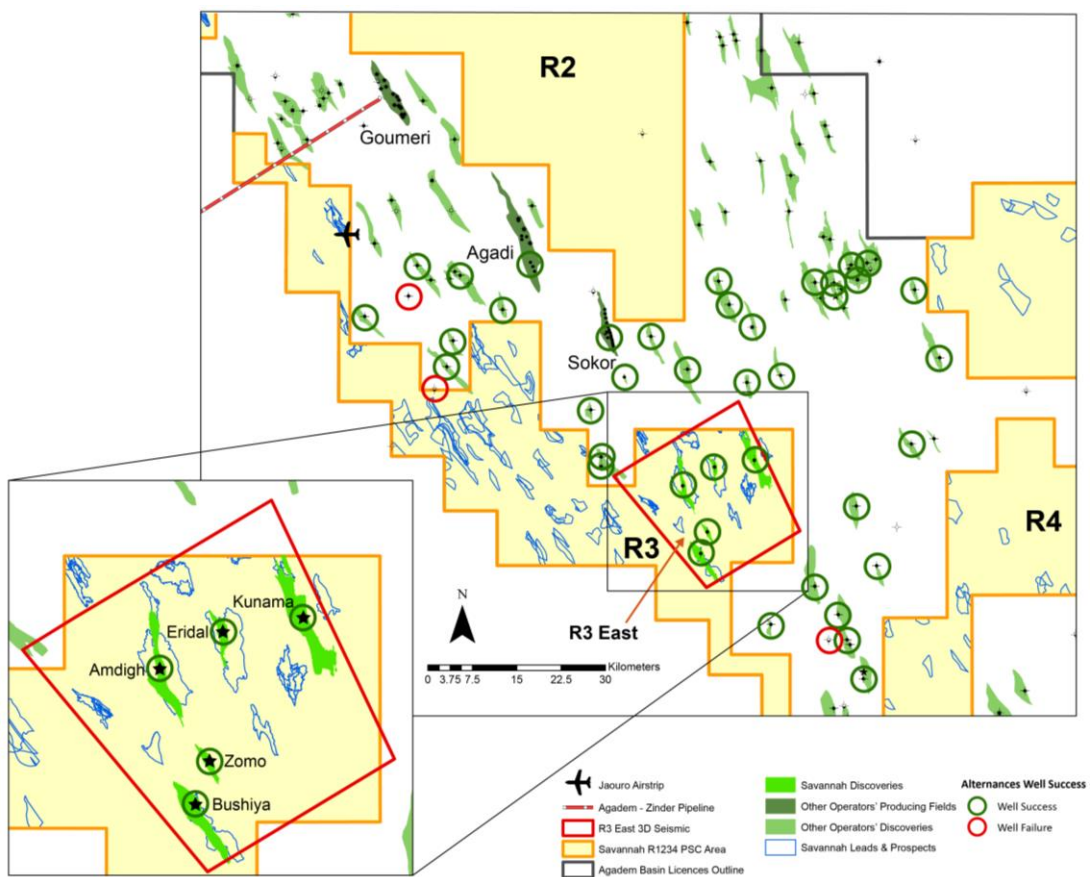 R2
Goumeri
Agadi
Sokor
R3
R4
N
R3 East
Kilometers
0 3.75 7.5 15 22.5 30
Kunama
Eridal
Amdigh
Zomo
Bushiya
Jaouro Airstrip
Agadem - Zinder Pipeline
R3 East 3D Seismic
Savannah R1234 PSC Area
Agadem Basin Licences Outline
Savannah Discoveries
Other Operators' Producing Fields
Other Operators' Discoveries
Savannah Leads & Prospects
Alternances Well Success
Well Success
Well Failure